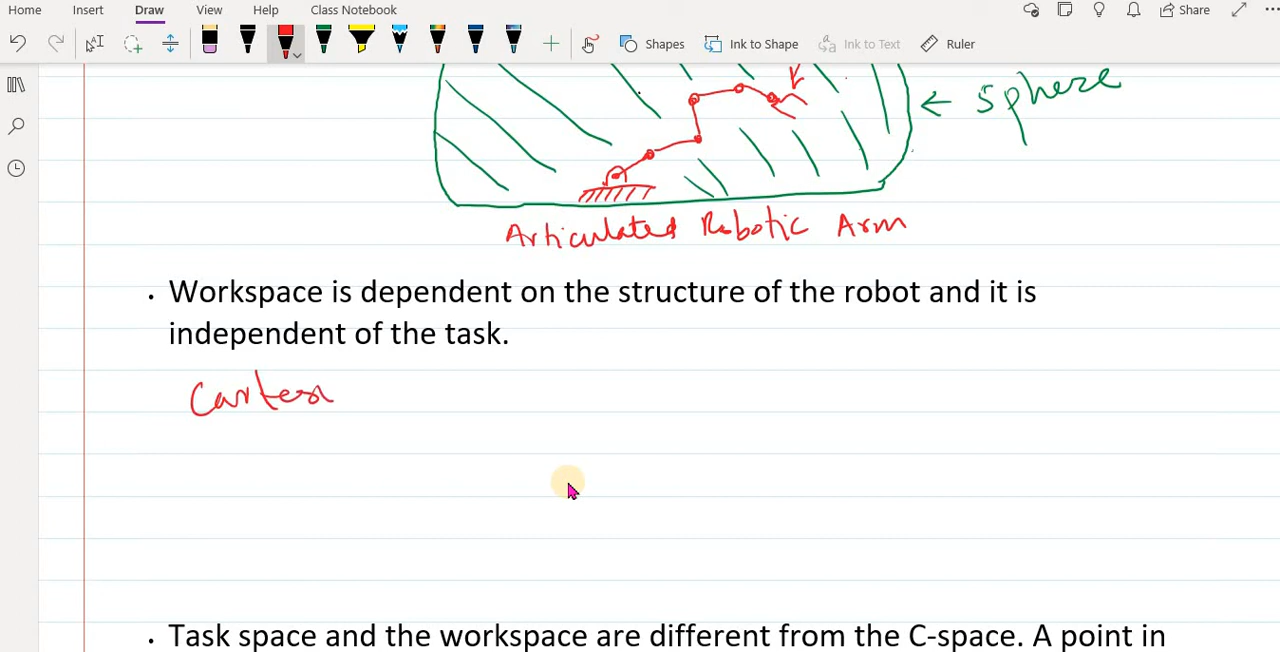 Home Insert Draw View Help Class Notebook Share
Shapes Ink to Shape Ink to Text Ruler
← Sphere
Articulated Robotic Arm
• Workspace is dependent on the structure of the robot and it is
independent of the task.
Cartesi
• Task space and the workspace are different from the C-space. A point in